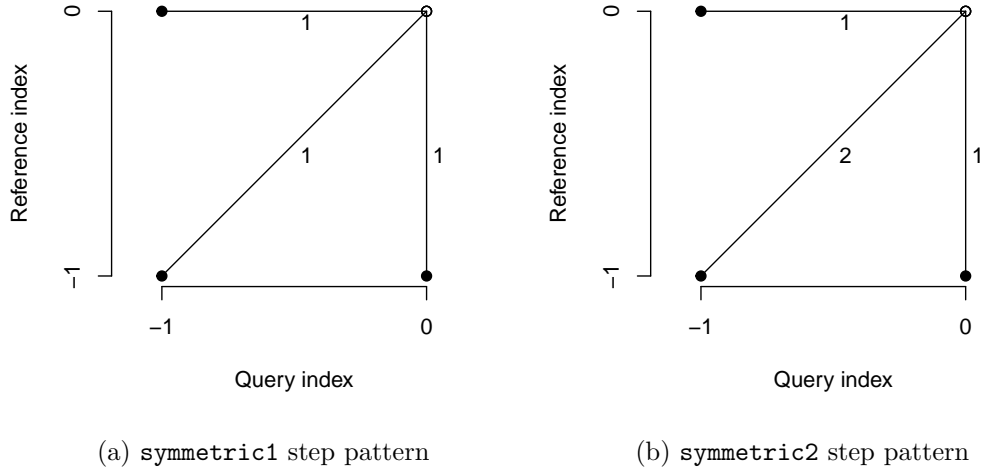 0
1
1
1
−1
−1
0
Reference index
Query index
(a) symmetric1 step pattern
0
1
2
1
−1
−1
0
Reference index
Query index
(b) symmetric2 step pattern